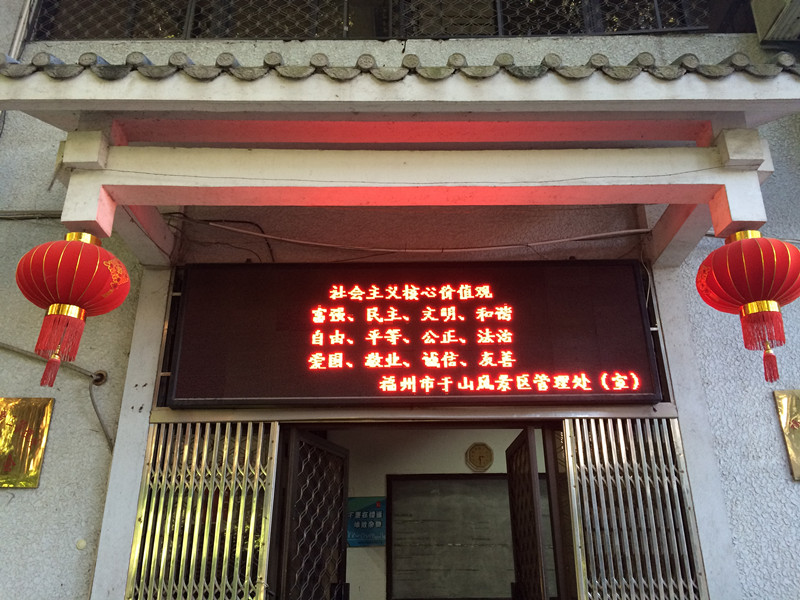 社会主义核心价值观
富强、民主、文明、和谐
自由、平等、公正、法治
爱国、敬业、诚信、友善
福州市于山风景区管理处（室）